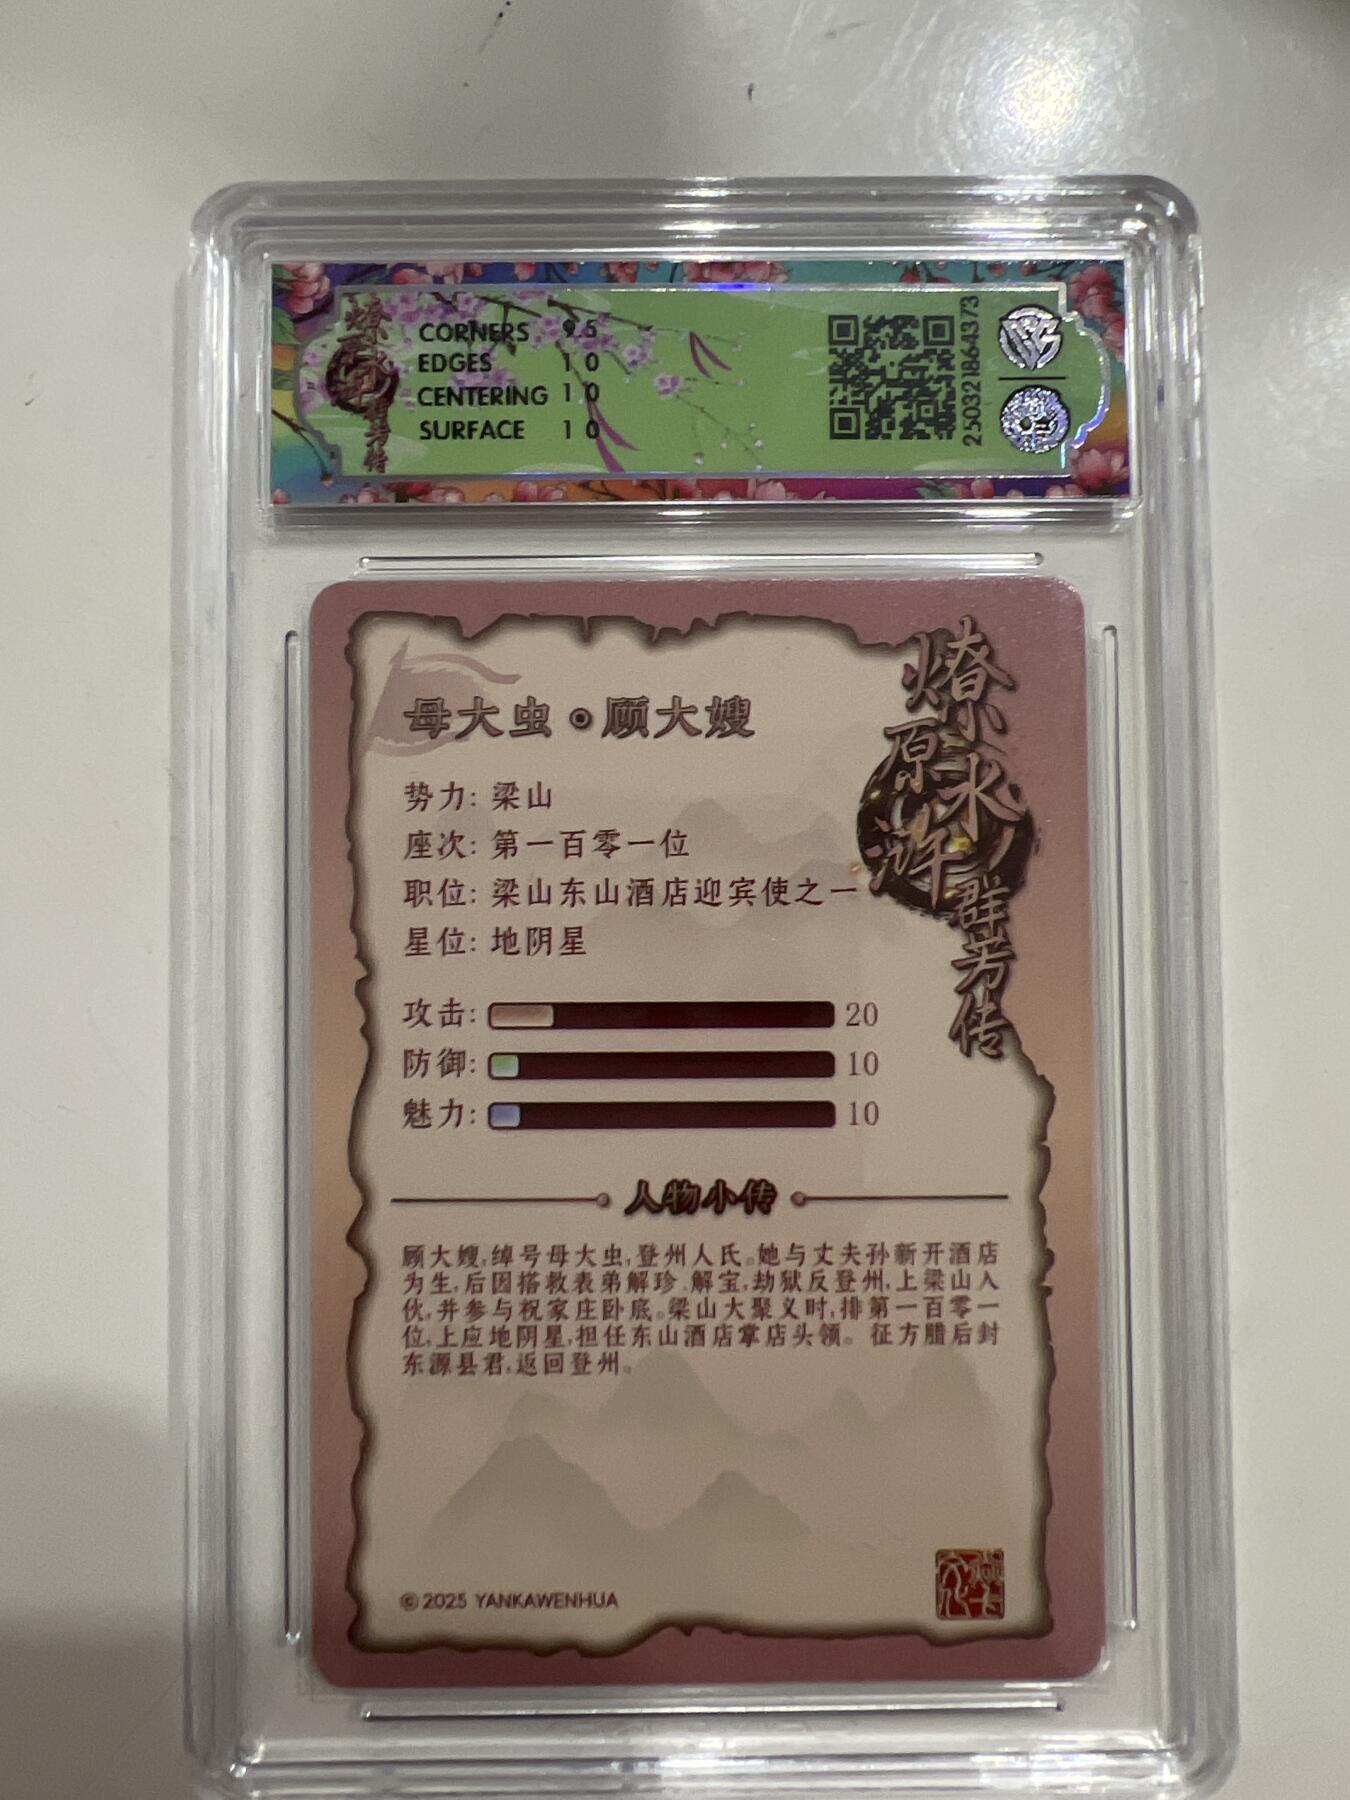 燎原水浒群芳传
CORNERS 9.5
EDGES 10
CENTERING 10
SURFACE 10
250321864373
燎原水浒
群芳传
母大虫·顾大嫂
势力: 梁山
座次: 第一百零一位
职位: 梁山东山酒店迎宾使之一
星位: 地阴星
攻击: 20
防御: 10
魅力: 10
人物小传
顾大嫂,绰号母大虫,登州人氏。她与丈夫孙新开酒店
为生,后因搭救表弟解珍、解宝,劫狱反登州,上梁山入
伙,并参与祝家庄卧底。梁山大聚义时,排第一百零一
位,上应地阴星,担任东山酒店掌店头领。征方腊后封
东源县君,返回登州。
© 2025 YANKAWENHUA